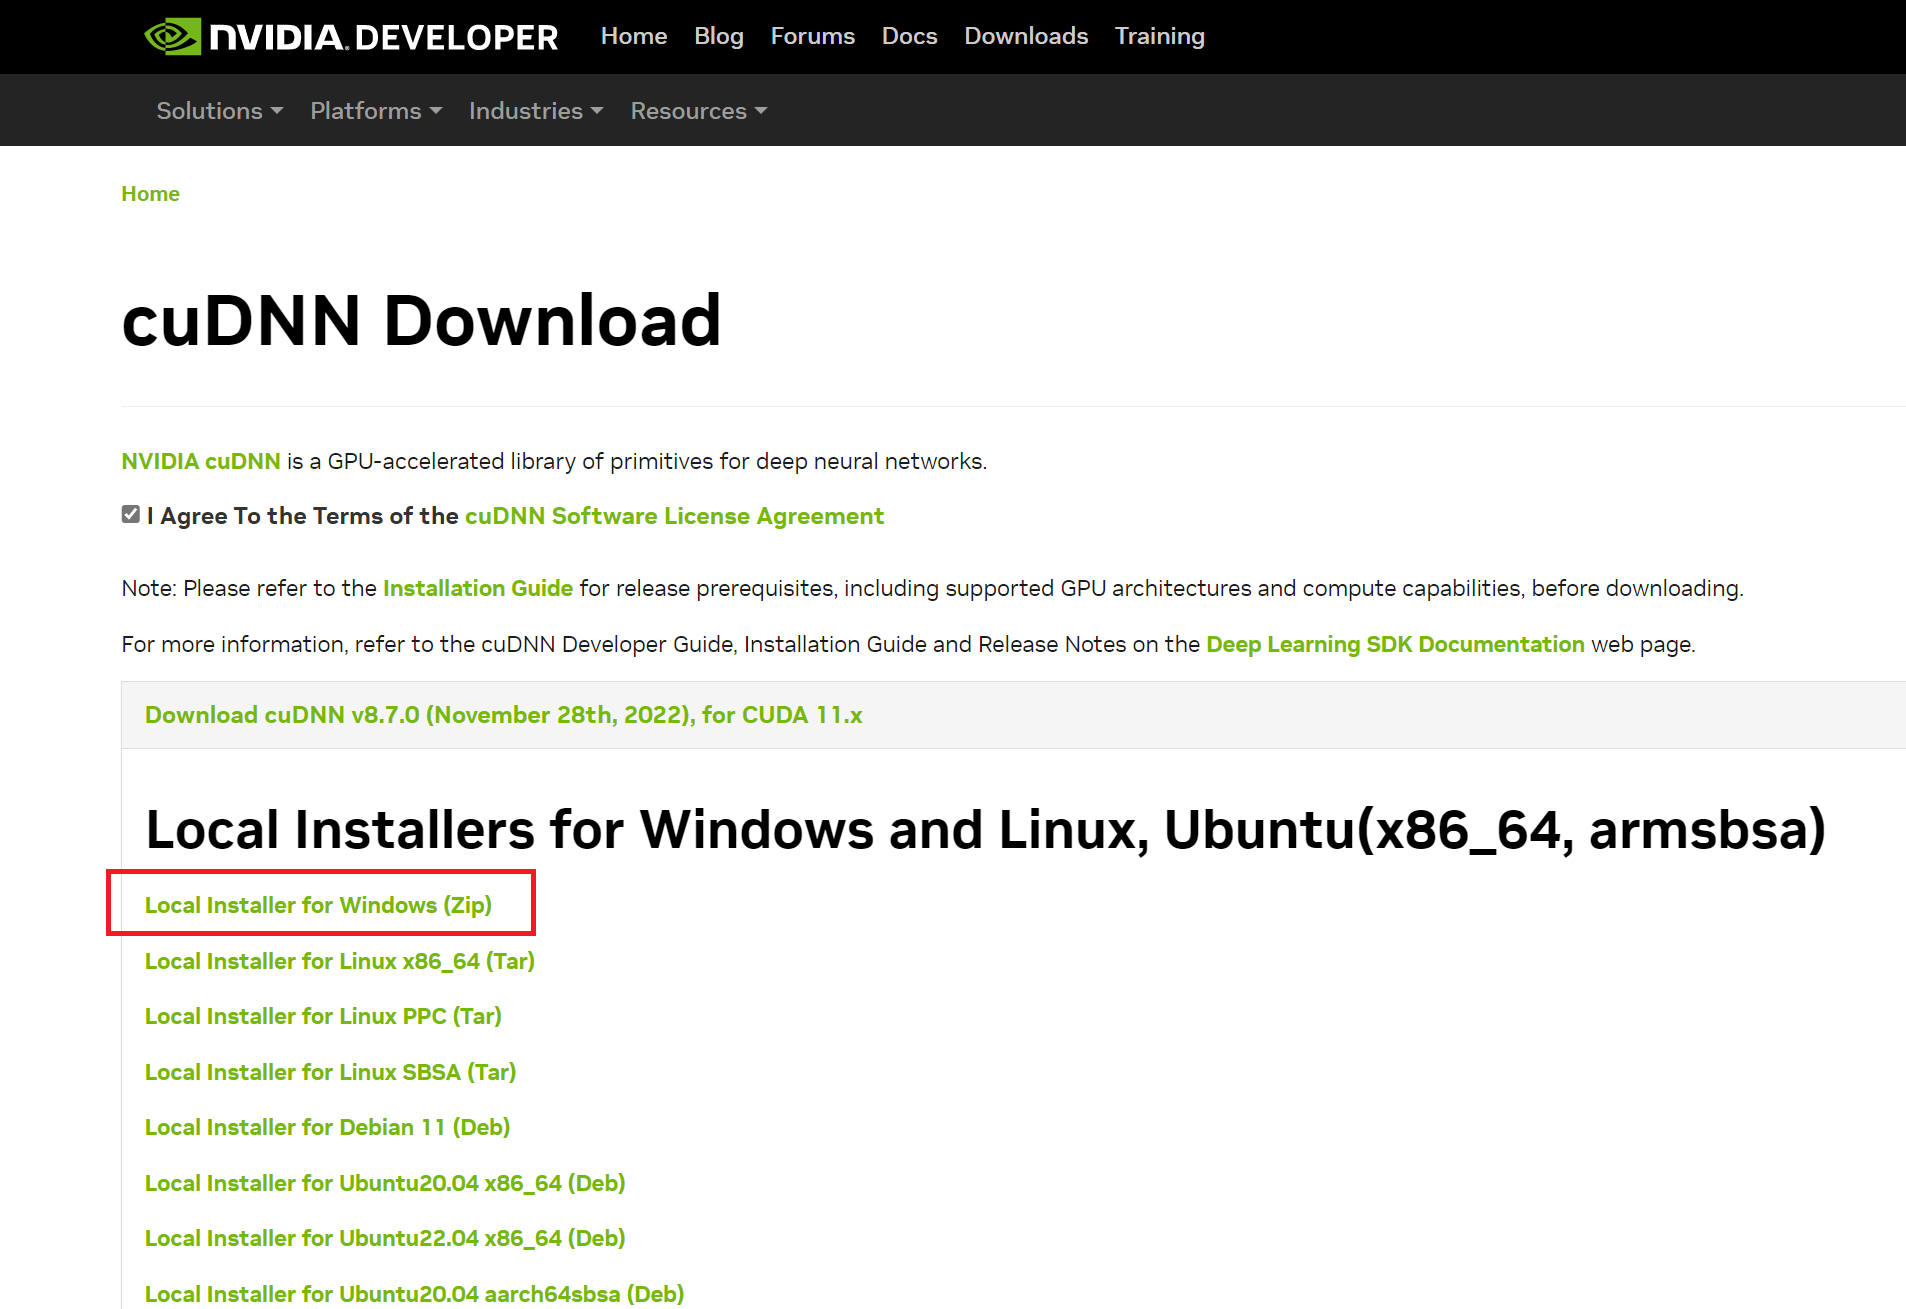 NVIDIA. DEVELOPER Home Blog Forums Docs Downloads Training
Solutions Platforms Industries Resources
Home
cuDNN Download
NVIDIA cuDNN is a GPU-accelerated library of primitives for deep neural networks.
I Agree To the Terms of the cuDNN Software License Agreement
Note: Please refer to the Installation Guide for release prerequisites, including supported GPU architectures and compute capabilities, before downloading.
For more information, refer to the cuDNN Developer Guide, Installation Guide and Release Notes on the Deep Learning SDK Documentation web page.
Download cuDNN v8.7.0 (November 28th, 2022), for CUDA 11.x
Local Installers for Windows and Linux, Ubuntu(x86_64, armsbsa)
Local Installer for Windows (Zip)
Local Installer for Linux x86_64 (Tar)
Local Installer for Linux PPC (Tar)
Local Installer for Linux SBSA (Tar)
Local Installer for Debian 11 (Deb)
Local Installer for Ubuntu20.04 x86_64 (Deb)
Local Installer for Ubuntu22.04 x86_64 (Deb)
Local Installer for Ubuntu20.04 aarch64sbsa (Deb)